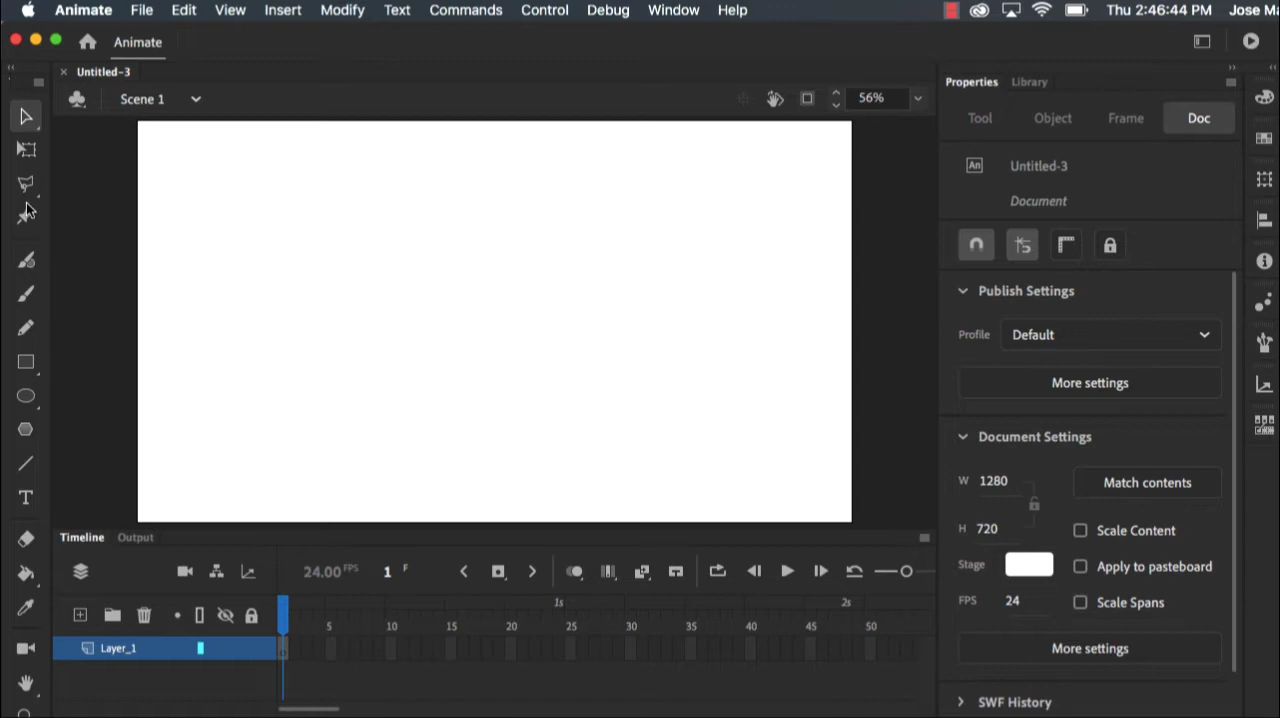 Animate File Edit View Insert Modify Text Commands Control Debug Window Help Thu 2:46:44 PM Jose Ma
Animate
Untitled-3
Scene 1 56%
Properties Library
Tool Object Frame Doc
An Untitled-3
Document
Publish Settings
Profile Default
More settings
Document Settings
W 1280 Match contents
H 720 Scale Content
Stage Apply to pasteboard
FPS 24 Scale Spans
More settings
SWF History
T
Timeline Output
24.00 FPS 1 F
1s 2s
5 10 15 20 25 30 35 40 45 50
Layer_1